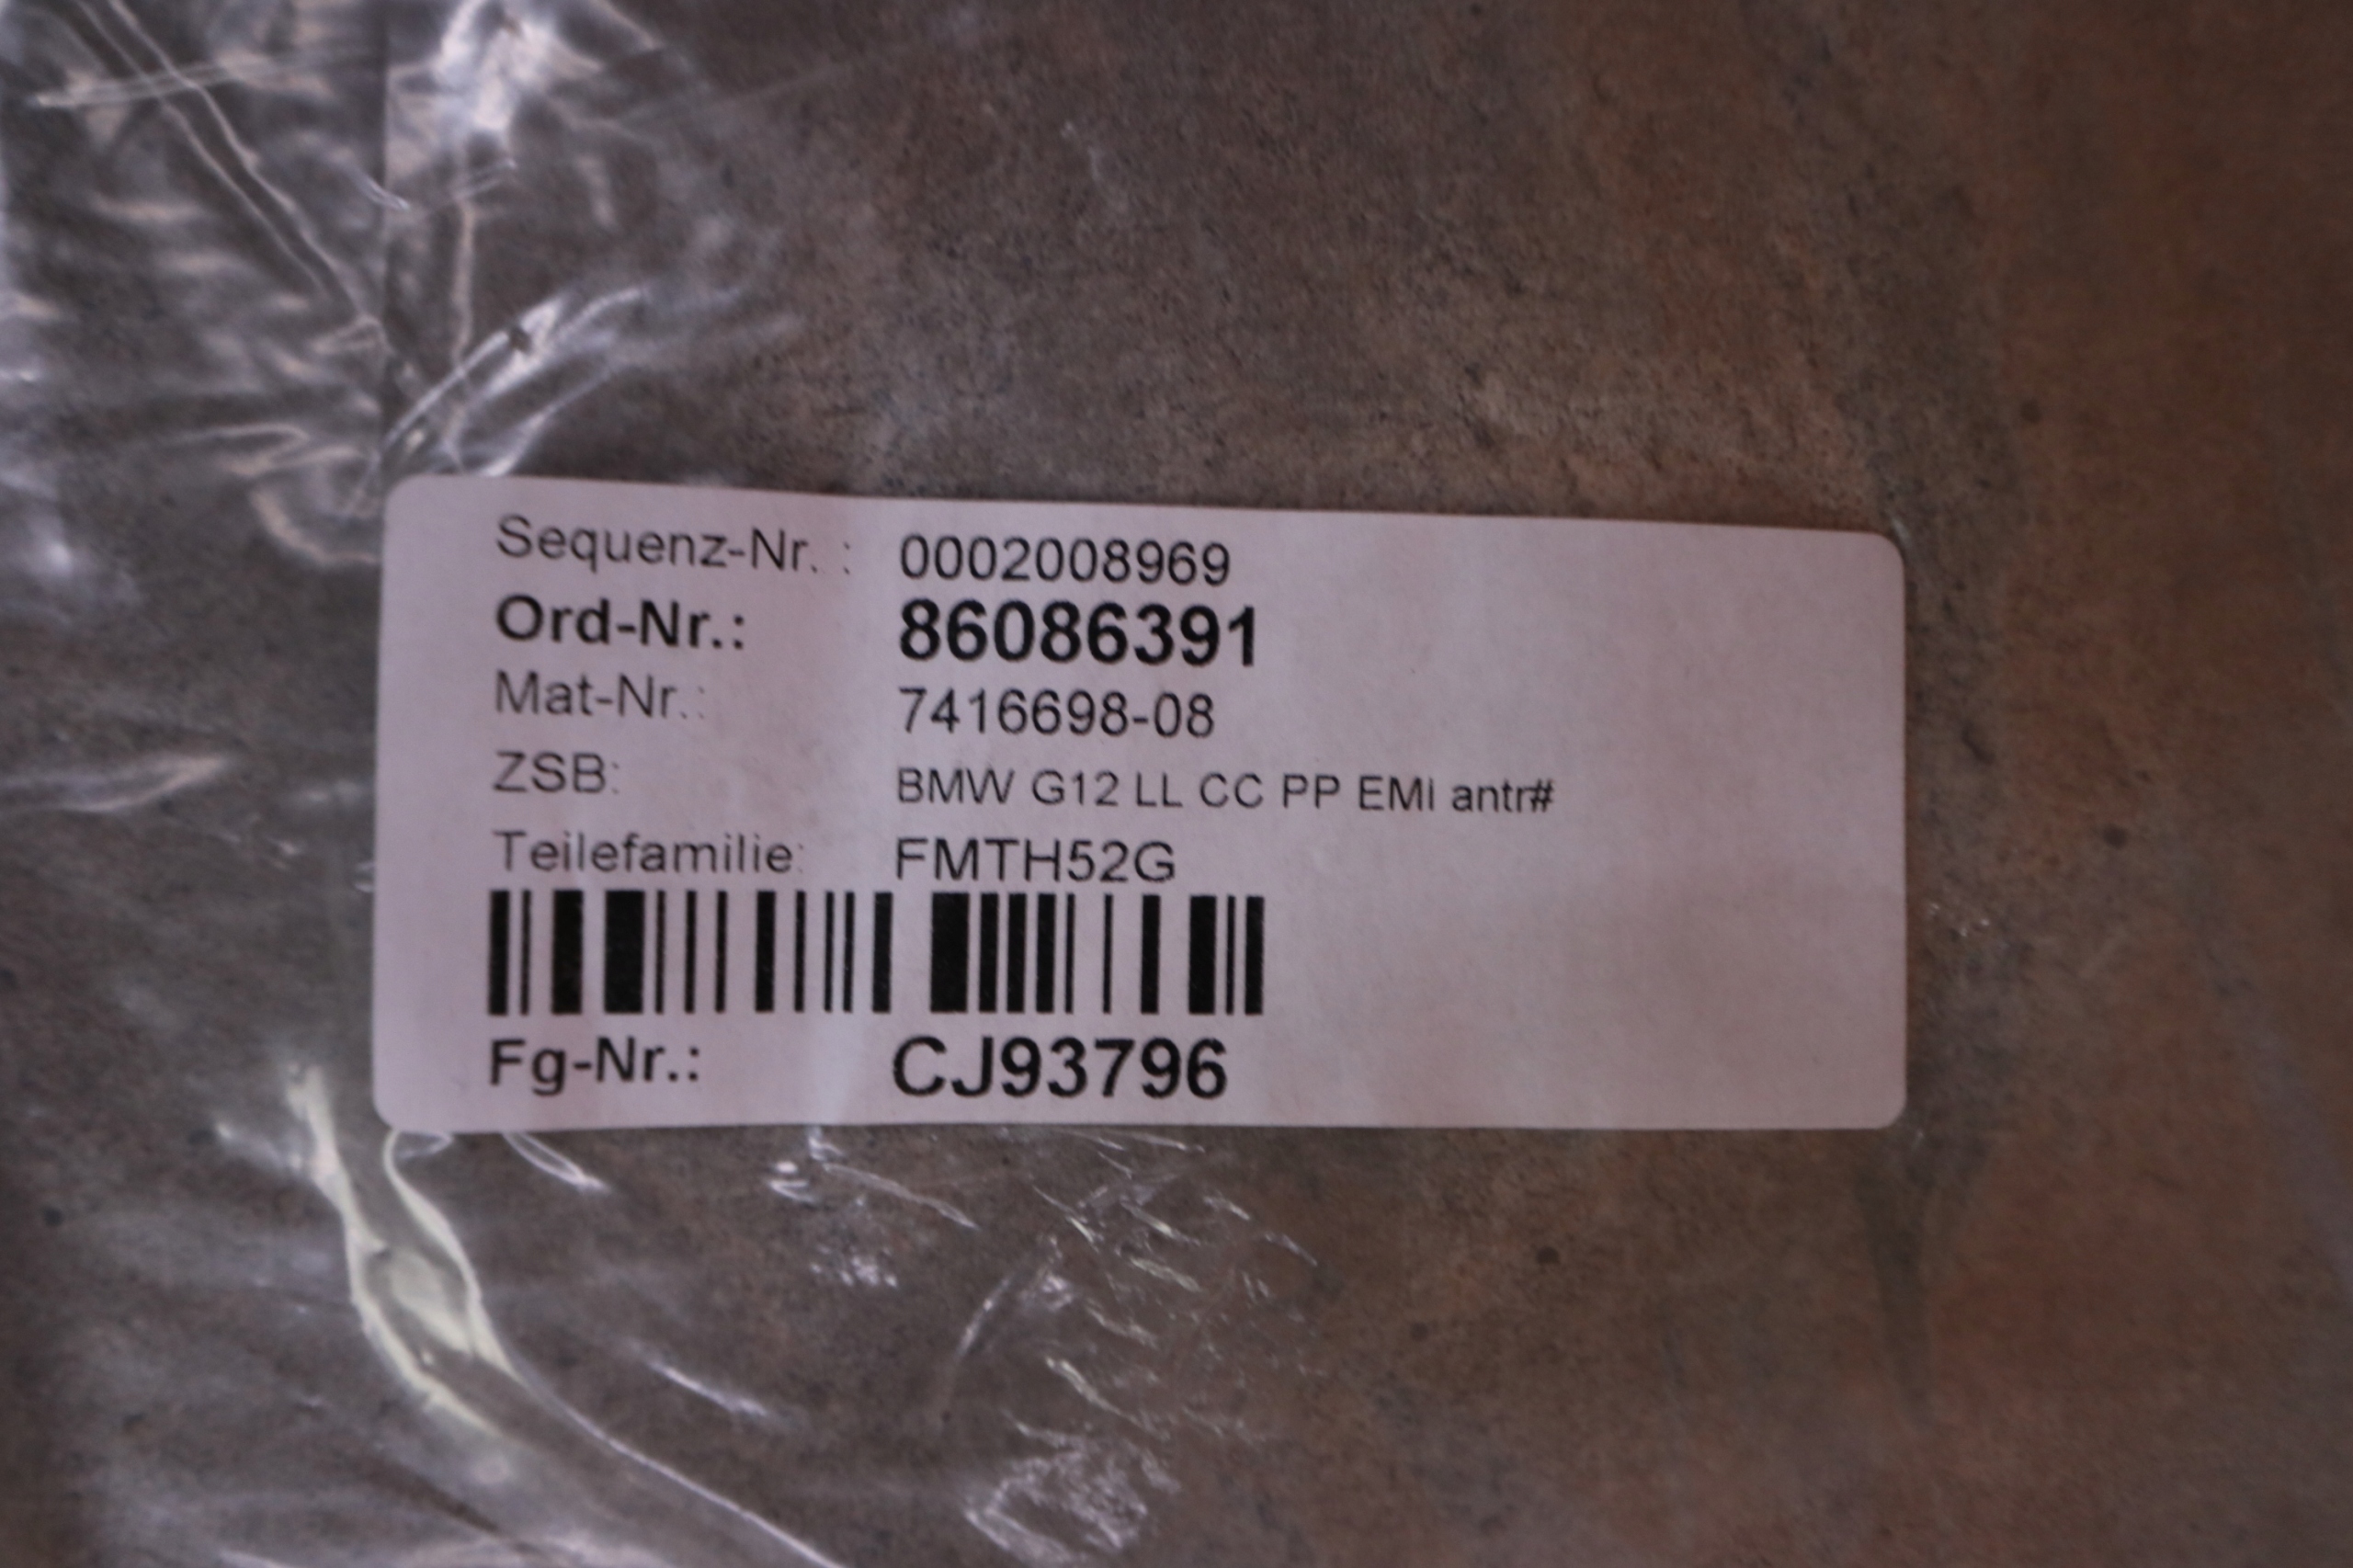 Sequenz-Nr. : 0002008969
Ord-Nr.: 86086391
Mat-Nr.: 7416698-08
ZSB: BMW G12 LL CC PP EMi antr#
Teilefamilie: FMTH52G
Fg-Nr.: CJ93796